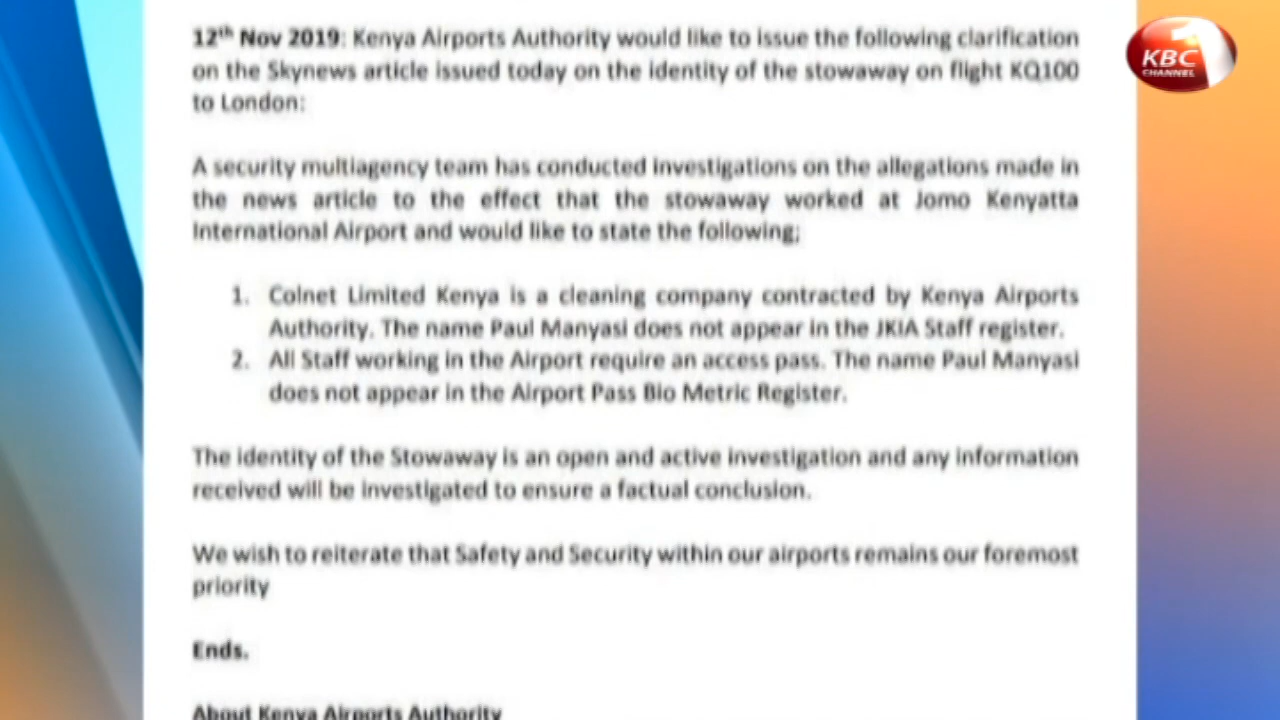 12th Nov 2019: Kenya Airports Authority would like to issue the following clarification
on the Skynews article issued today on the identity of the stowaway on flight KQ100
to London:
A security multiagency team has conducted investigations on the allegations made in
the news article to the effect that the stowaway worked at Jomo Kenyatta
International Airport and would like to state the following;
1. Colnet Limited Kenya is a cleaning company contracted by Kenya Airports
Authority. The name Paul Manyasi does not appear in the JKIA Staff register.
2. All Staff working in the Airport require an access pass. The name Paul Manyasi
does not appear in the Airport Pass Bio Metric Register.
The identity of the Stowaway is an open and active investigation and any information
received will be investigated to ensure a factual conclusion.
We wish to reiterate that Safety and Security within our airports remains our foremost
priority
Ends.
About Kenya Airports Authority
KBC
CHANNEL
1